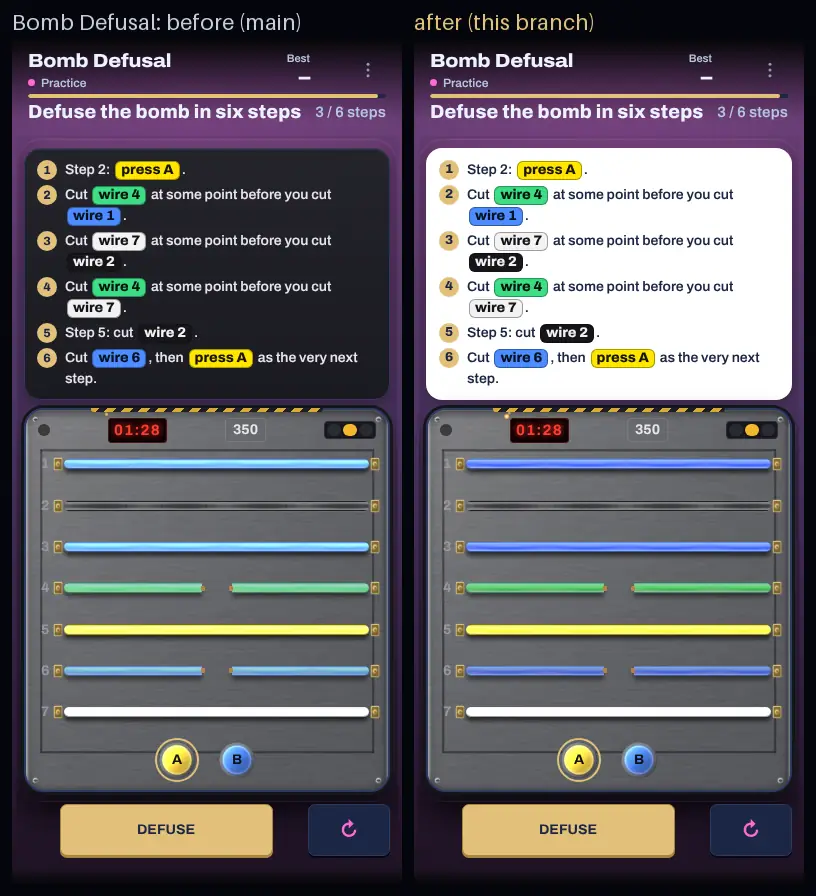 Bomb Defusal: before (main)
Bomb Defusal
Best
Practice
–
Defuse the bomb in six steps 3 / 6 steps
1 Step 2: press A .
2 Cut wire 4 at some point before you cut
wire 1 .
3 Cut wire 7 at some point before you cut
wire 2 .
4 Cut wire 4 at some point before you cut
wire 7 .
5 Step 5: cut wire 2 .
6 Cut wire 6 , then press A as the very next
step.
01:28 350
1
2
3
4
5
6
7
A B
DEFUSE
after (this branch)
Bomb Defusal
Best
Practice
–
Defuse the bomb in six steps 3 / 6 steps
1 Step 2: press A .
2 Cut wire 4 at some point before you cut
wire 1 .
3 Cut wire 7 at some point before you cut
wire 2 .
4 Cut wire 4 at some point before you cut
wire 7 .
5 Step 5: cut wire 2 .
6 Cut wire 6 , then press A as the very next
step.
01:28 350
1
2
3
4
5
6
7
A B
DEFUSE